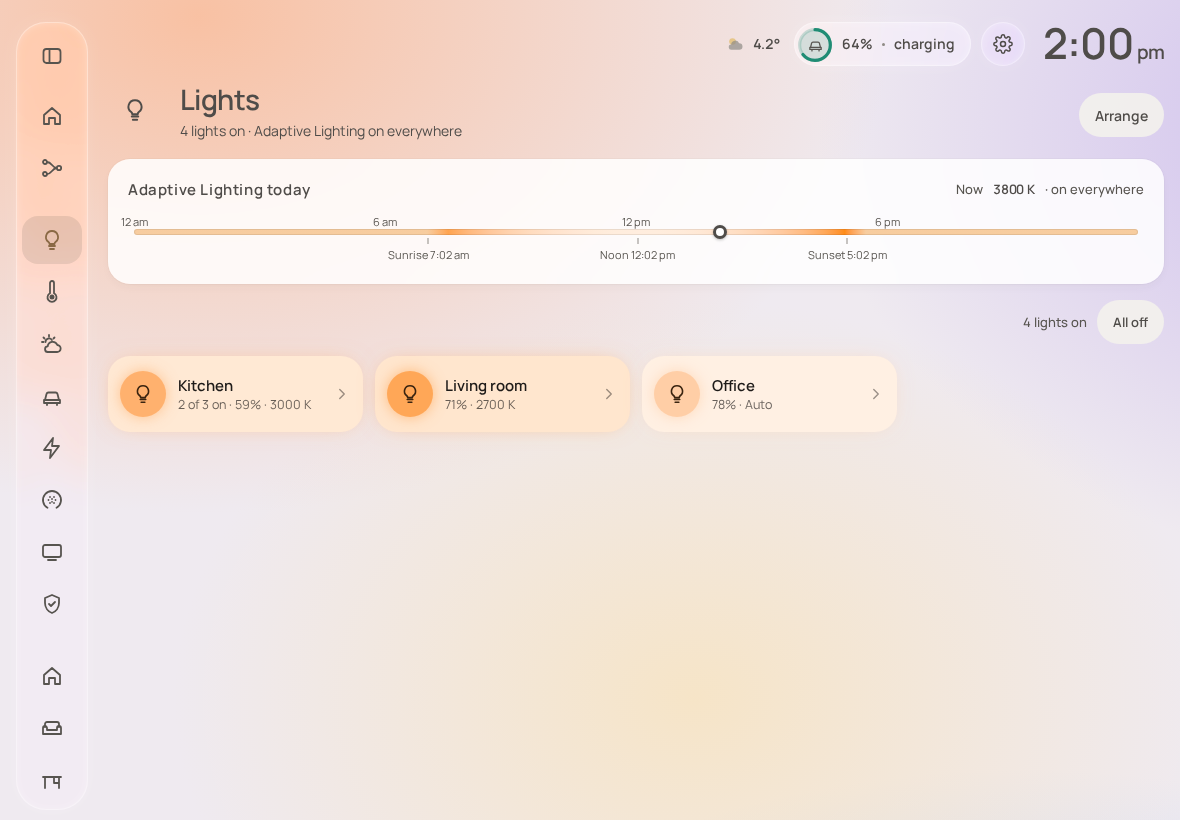 4.2°
64% · charging
2:00 pm
Lights
4 lights on · Adaptive Lighting on everywhere
Arrange
Adaptive Lighting today
Now 3800 K · on everywhere
12 am 6 am 12 pm 6 pm
Sunrise 7:02 am Noon 12:02 pm Sunset 5:02 pm
4 lights on All off
Kitchen
2 of 3 on · 59% · 3000 K
Living room
71% · 2700 K
Office
78% · Auto